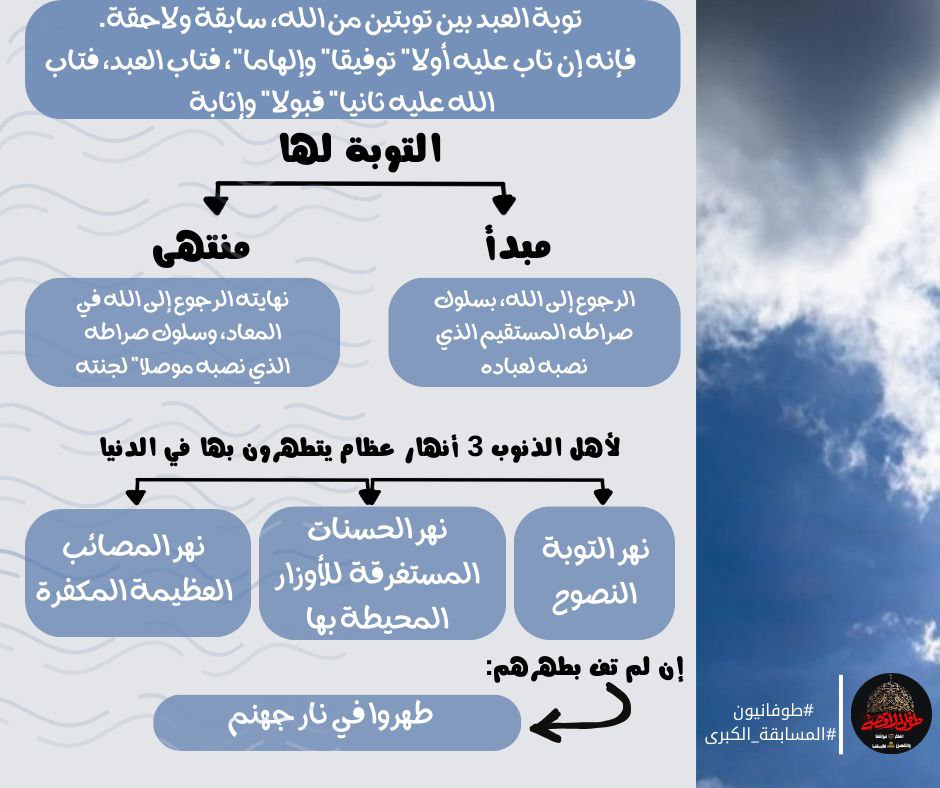 توبة العبد بين توبتين من الله، سابقة ولاحقة.
فإنه إن تاب عليه أولا" توفيقا" وإلهاما"، فتاب العبد، فتاب
الله عليه ثانيا" قبولا" وإثابة
التوبة لها
مبدأ
منتهى
الرجوع إلى الله، بسلوك
صراطه المستقيم الذي
نصبه لعباده
نهايته الرجوع إلى الله في
المعاد، وسلوك صراطه
الذي نصبه موصلا" لجنته
لأهل الذنوب 3 أنهار عظام يتطهرون بها في الدنيا
نهر التوبة
النصوح
نهر الحسنات
المستغرقة للأوزار
المحيطة بها
نهر المصائب
العظيمة المكفرة
إن لم تف بطهرهم:
طهروا في نار جهنم
#طوفانيون
#المسابقة_الكبرى
طوفان الأقصى